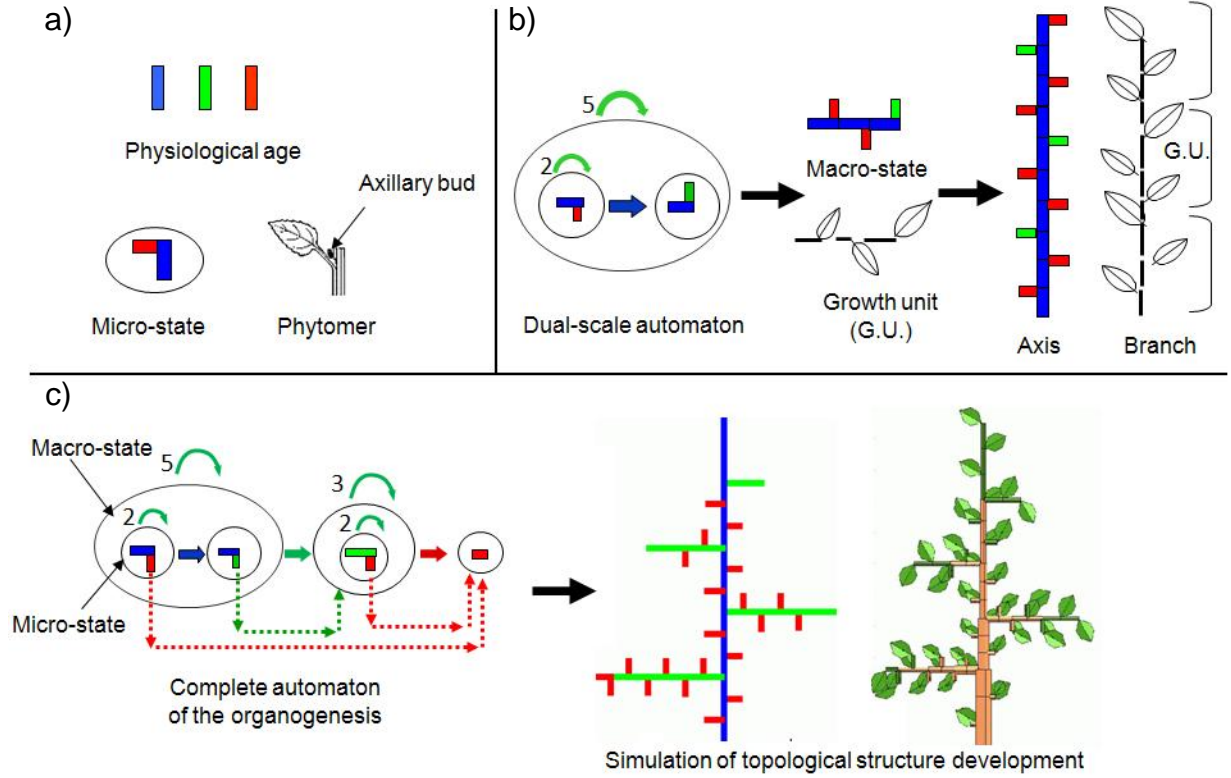 a)
Physiological age
Axillary bud
Micro-state
Phytomer
b)
5
2
Dual-scale automaton
Macro-state
Growth unit
(G.U.)
G.U.
Axis
Branch
c)
Macro-state
5
3
2
2
Micro-state
Complete automaton
of the organogenesis
Simulation of topological structure development